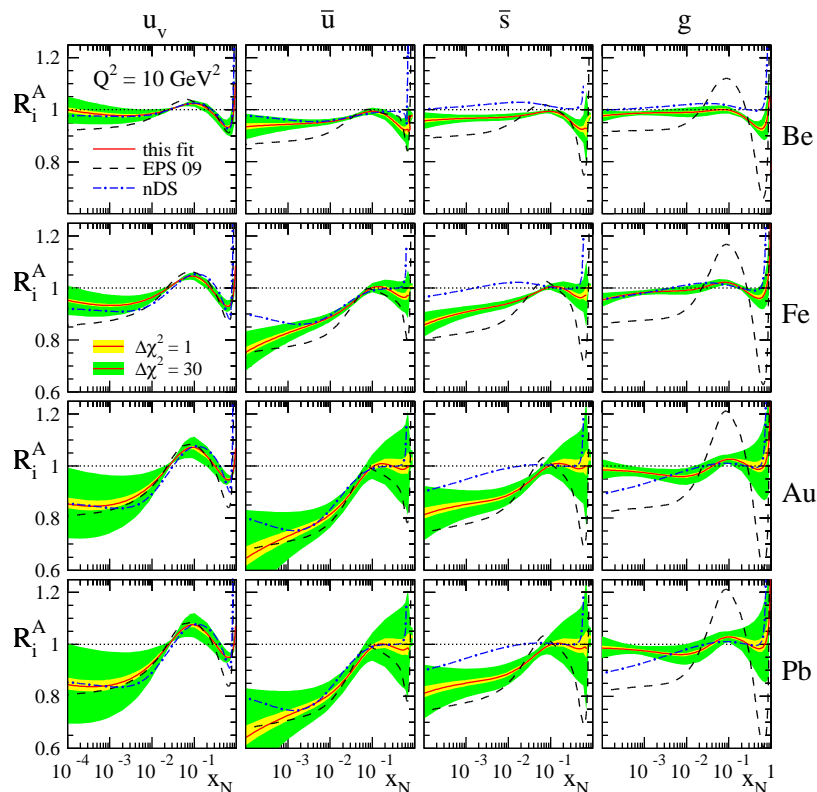 u_v ū s̄ g
Q² = 10 GeV²
R_i^A
1.2
1
0.8
this fit
EPS 09
nDS
Be
R_i^A
1.2
1
0.8
0.6
Δχ² = 1
Δχ² = 30
Fe
R_i^A
1.2
1
0.8
0.6
Au
R_i^A
1.2
1
0.8
0.6
Pb
10⁻⁴ 10⁻³ 10⁻² 10⁻¹ 10⁻³ 10⁻² 10⁻¹ 10⁻³ 10⁻² 10⁻¹ 10⁻³ 10⁻² 10⁻¹ 1
x_N x_N x_N x_N